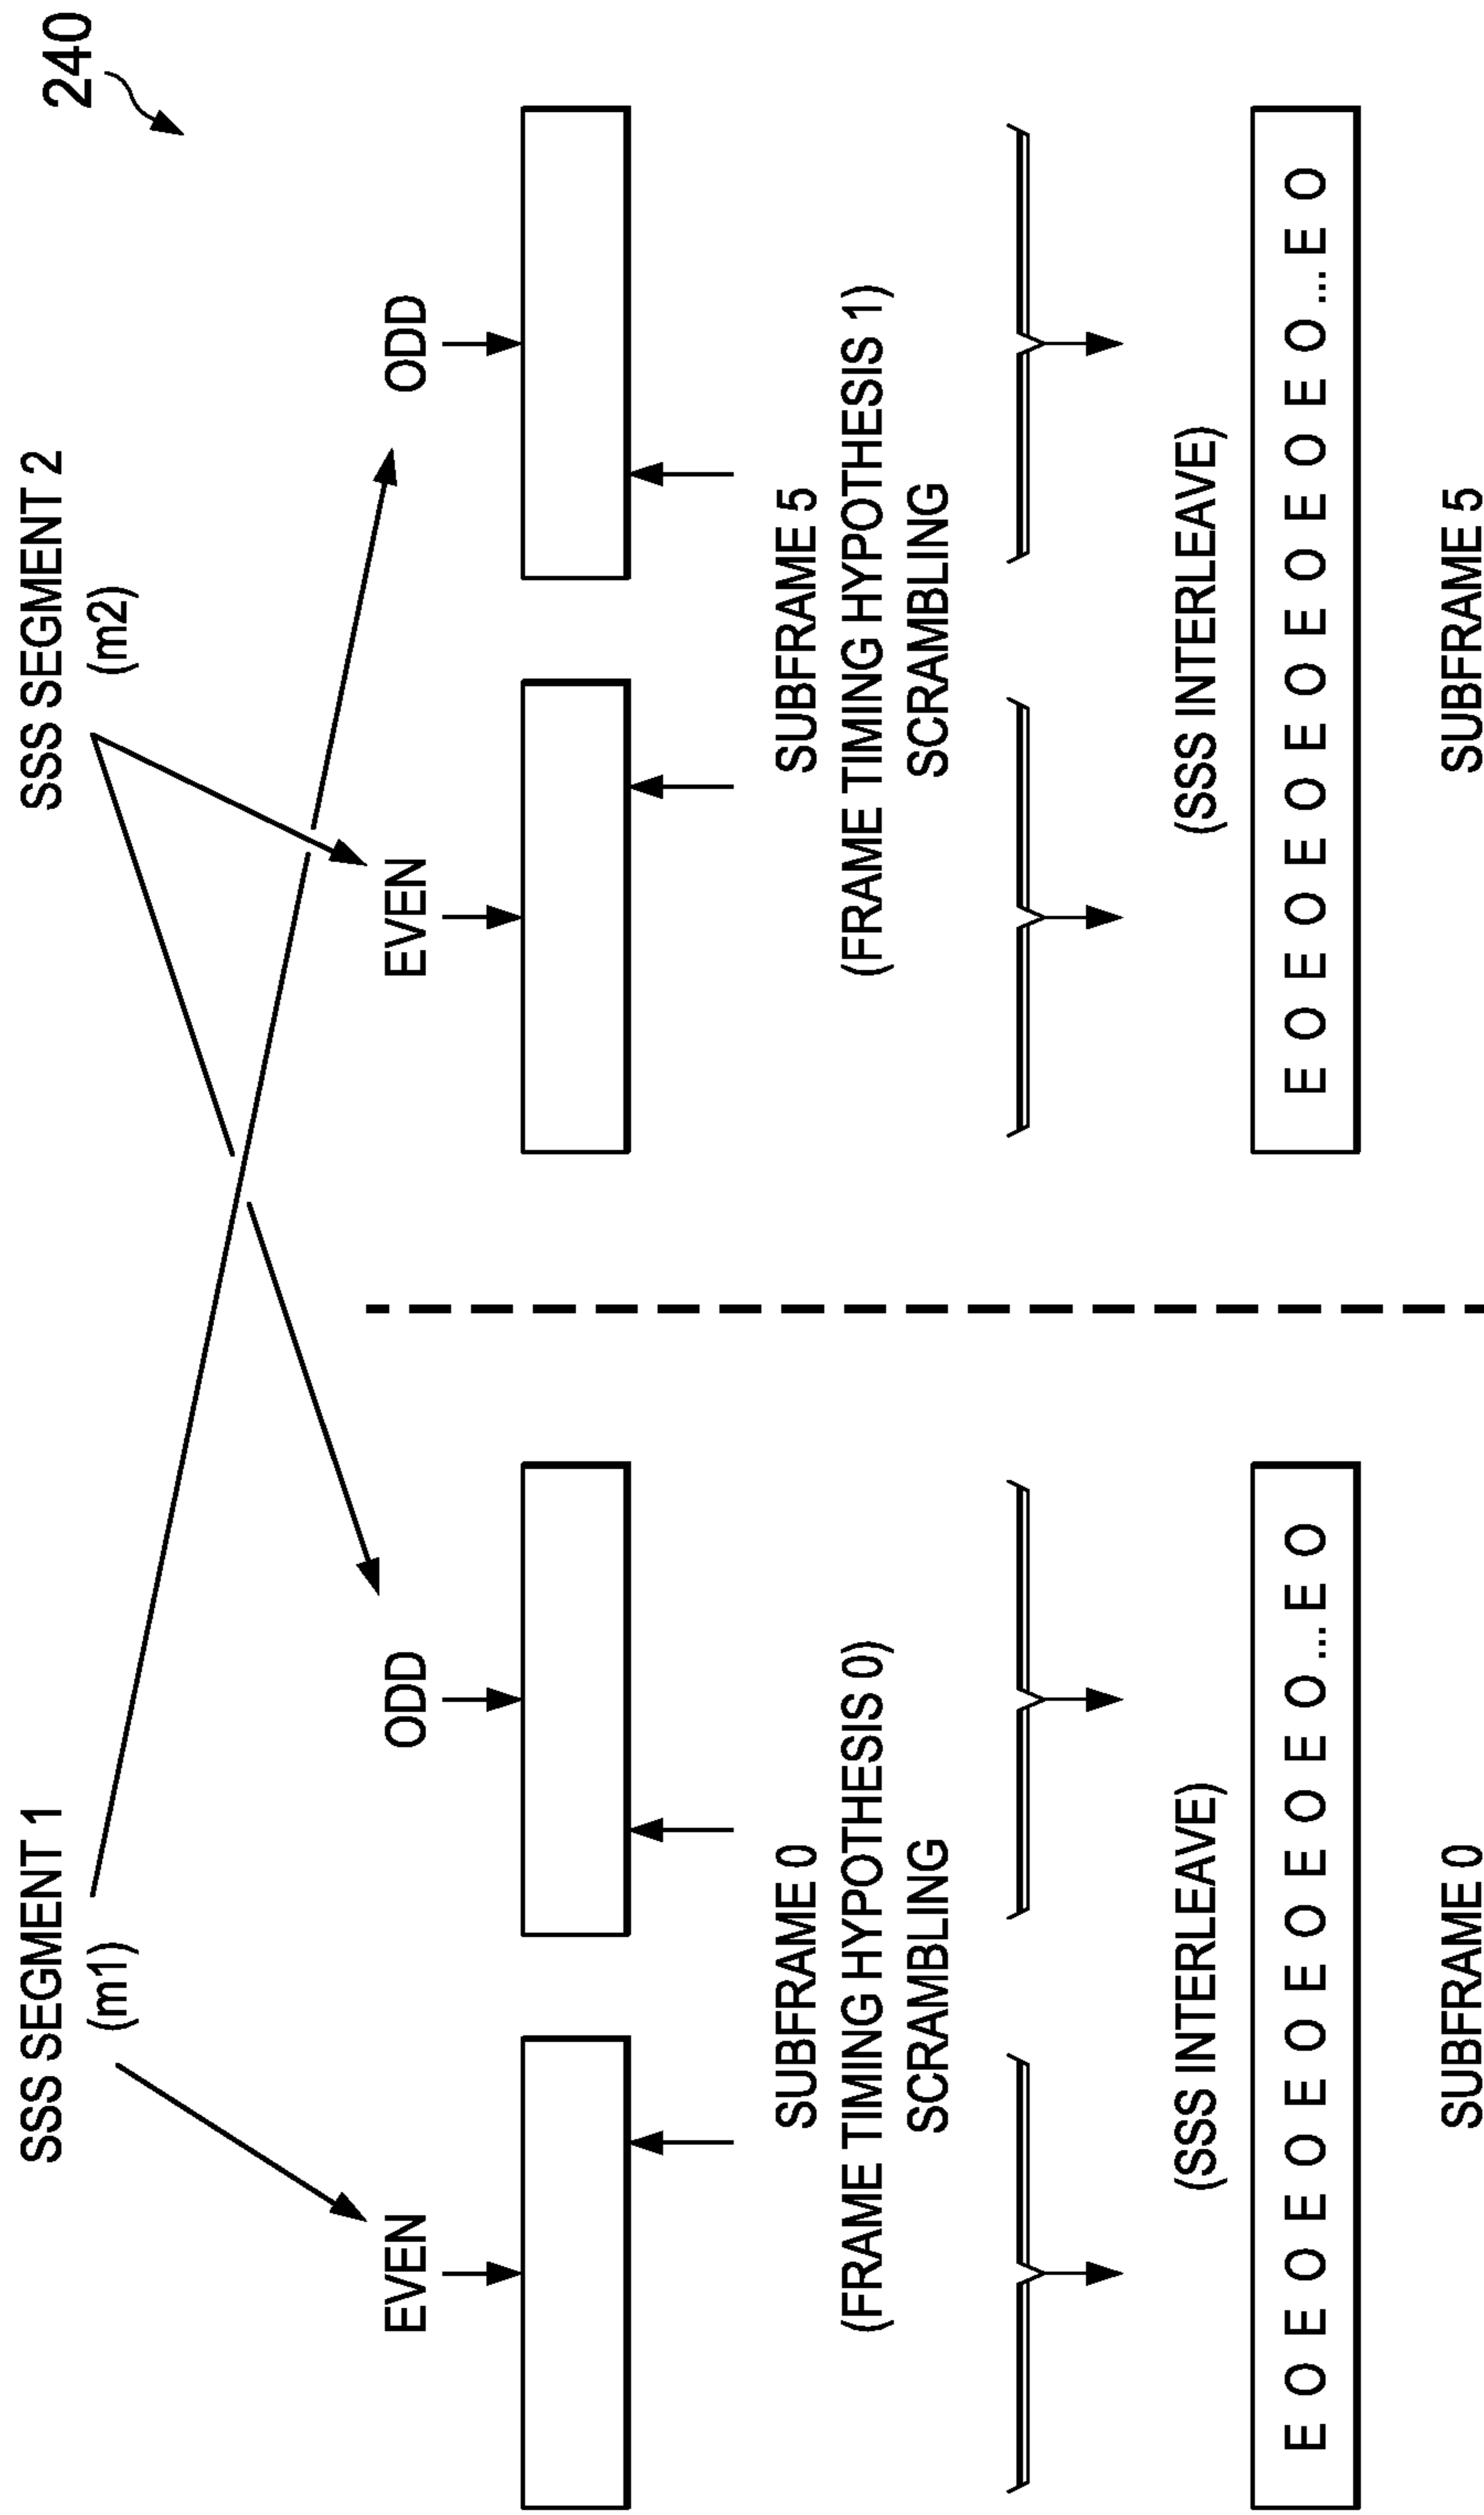 240
SSS SEGMENT 1
(m1)
SSS SEGMENT 2
(m2)
EVEN
ODD
EVEN
ODD
SUBFRAME 0
(FRAME TIMING HYPOTHESIS 0)
SCRAMBLING
SUBFRAME 5
(FRAME TIMING HYPOTHESIS 1)
SCRAMBLING
(SSS INTERLEAVE)
(SSS INTERLEAVE)
E O E O E O E O E O E O E O...E O
E O E O E O E O E O E O E O...E O
SUBFRAME 0
SUBFRAME 5